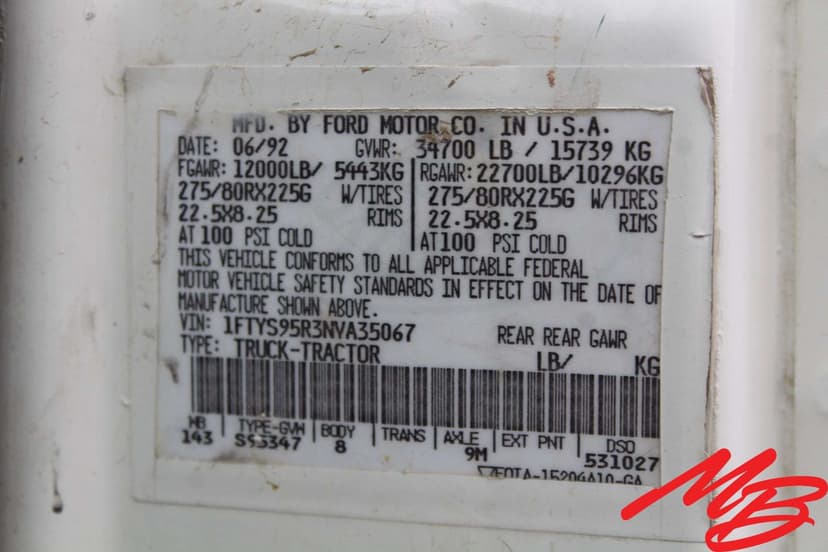 MFD. BY FORD MOTOR CO. IN U.S.A.
DATE: 06/92 GVWR: 34700 LB / 15739 KG
FGAWR: 12000LB/ 5443KG RGAWR: 22700LB/10296KG
275/80RX225G W/TIRES 275/80RX225G W/TIRES
22.5X8.25 RIMS 22.5X8.25 RIMS
AT 100 PSI COLD AT 100 PSI COLD
THIS VEHICLE CONFORMS TO ALL APPLICABLE FEDERAL
MOTOR VEHICLE SAFETY STANDARDS IN EFFECT ON THE DATE OF
MANUFACTURE SHOWN ABOVE.
VIN: 1FTYS95R3NVA35067 REAR REAR GAWR
TYPE: TRUCK-TRACTOR LB/ KG
WB TYPE-GVW BODY TRANS AXLE EXT PNT DSO
143 S95347 8 9M 531027
MB